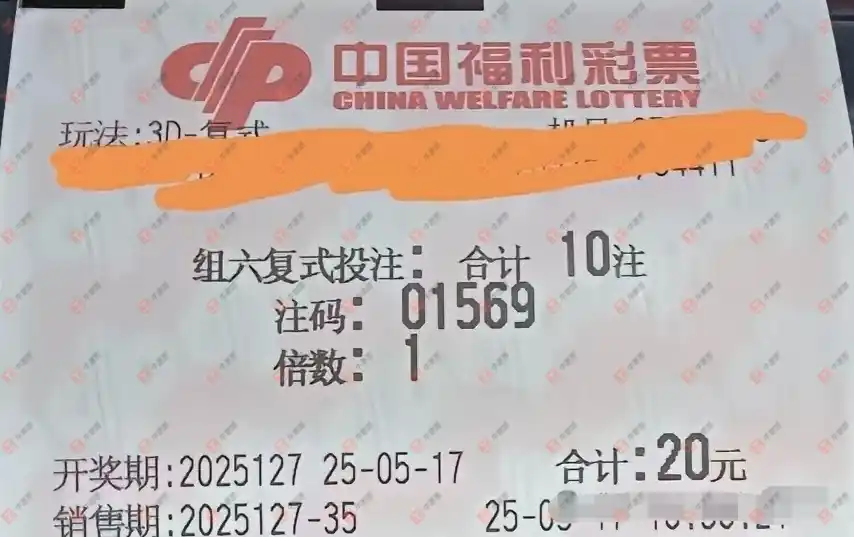 中国福利彩票
CHINA WELFARE LOTTERY
玩法:3D-复式
组六复式投注: 合计 10注
注码: 01569
倍数: 1
开奖期:2025127 25-05-17 合计:20元
销售期:2025127-35